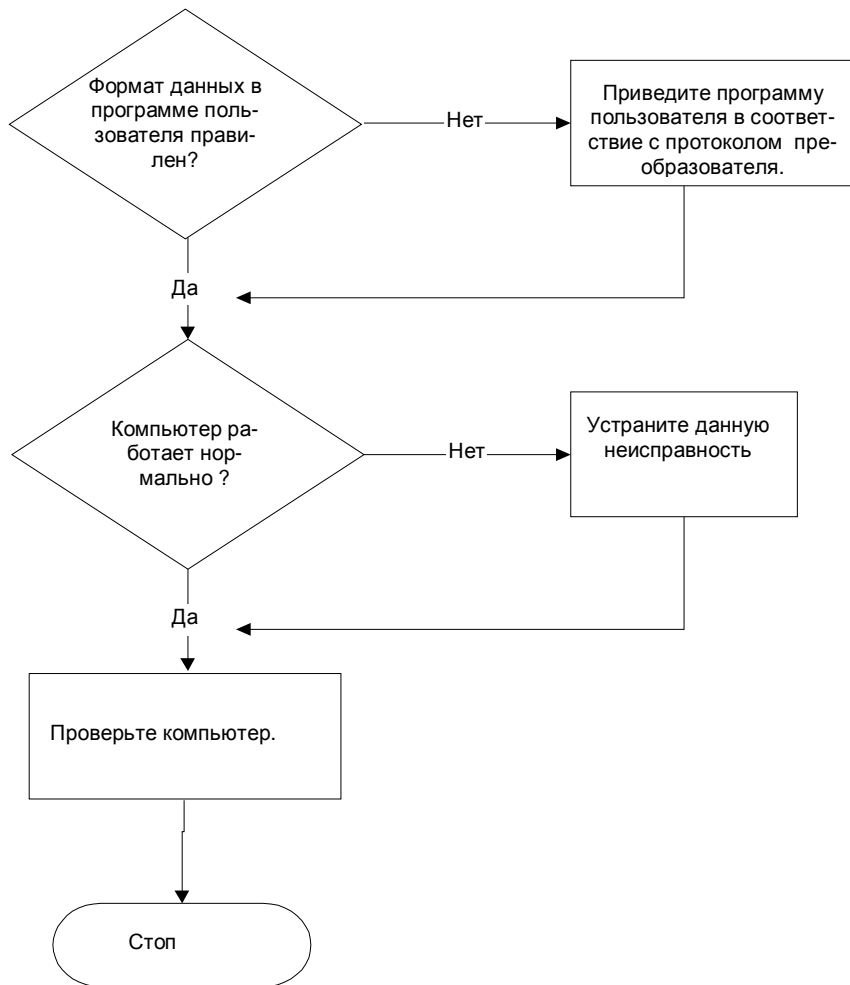 Формат данных в
программе поль-
зователя прави-
лен?
Нет
Приведите программу
пользователя в соответ-
ствие с протоколом пре-
образователя.
Да
Компьютер ра-
ботает нор-
мально ?
Нет
Устраните данную
неисправность
Да
Проверьте компьютер.
Стоп